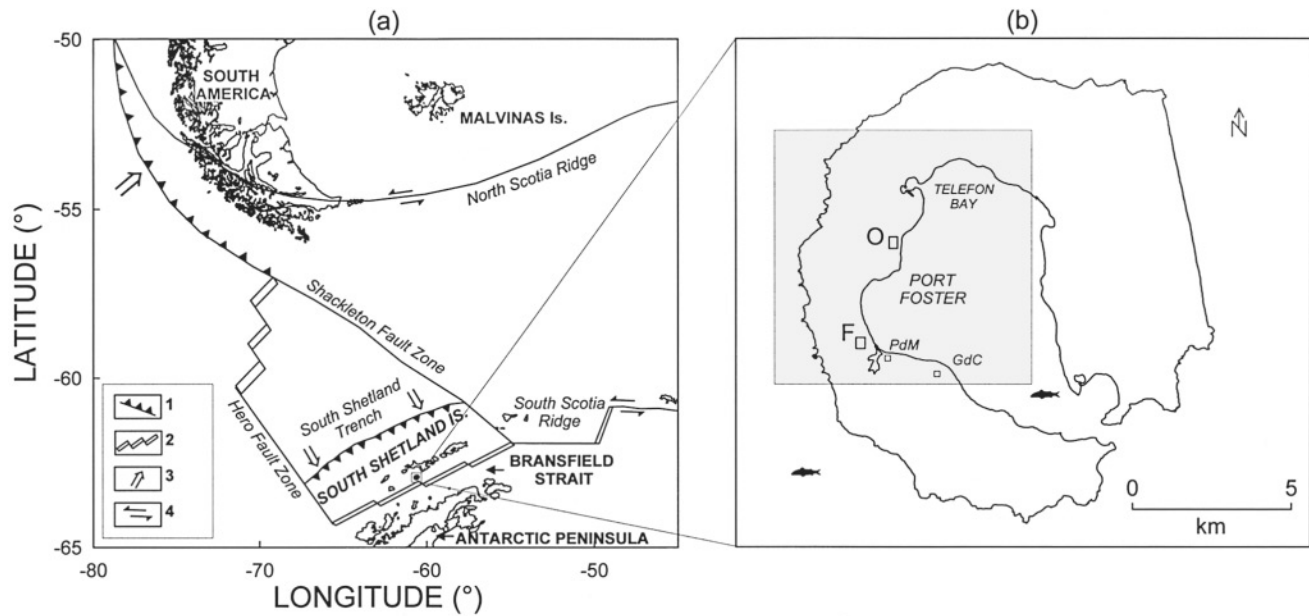 (a)
(b)
-50
-55
-60
-65
LATITUDE (°)
-80
-70
-60
-50
LONGITUDE (°)
SOUTH
AMERICA
MALVINAS Is.
North Scotia Ridge
Shackleton Fault Zone
Hero Fault Zone
South Shetland
Trench
SOUTH SHETLAND IS.
South Scotia
Ridge
BRANSFIELD
STRAIT
ANTARCTIC PENINSULA
1
2
3
4
N
TELEFON
BAY
O
PORT
FOSTER
F
PdM
GdC
0
5
km